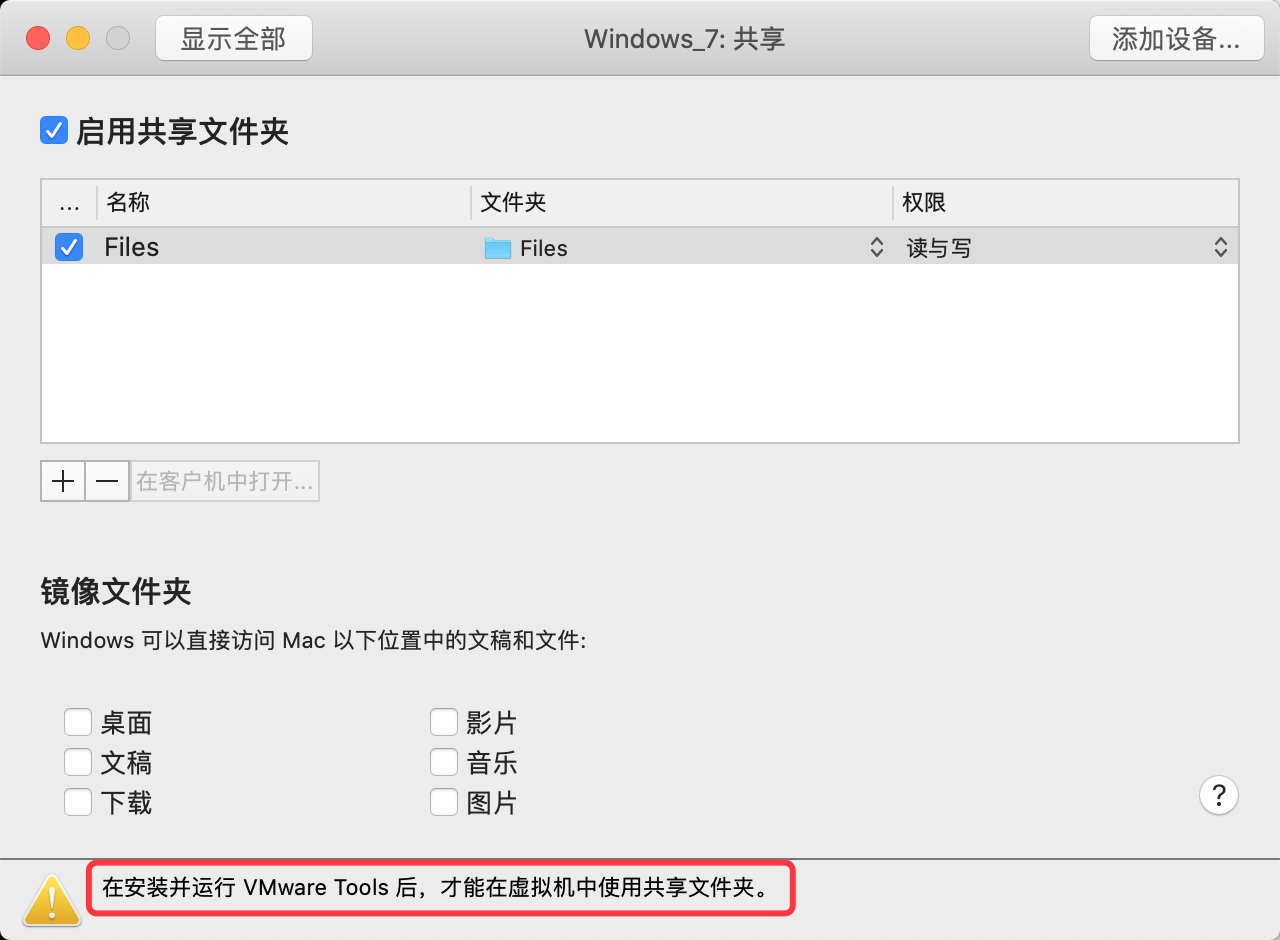 显示全部 Windows_7: 共享 添加设备...
启用共享文件夹
... 名称 文件夹 权限
Files Files 读与写
在客户机中打开...
镜像文件夹
Windows 可以直接访问 Mac 以下位置中的文稿和文件:
桌面 影片
文稿 音乐
下载 图片
?
在安装并运行 VMware Tools 后，才能在虚拟机中使用共享文件夹。